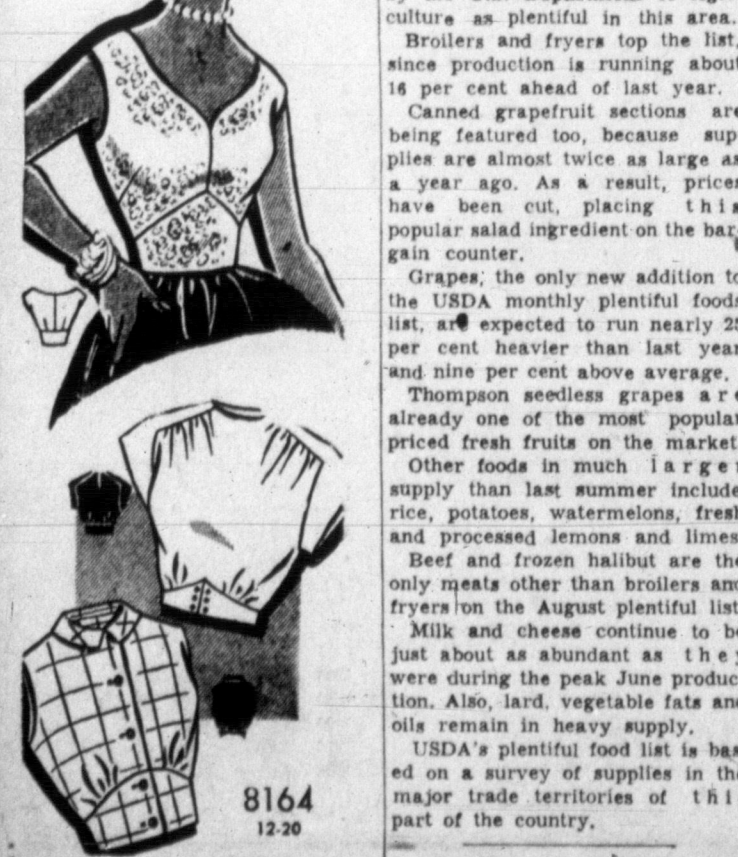 culture as plentiful in this area.
Broilers and fryers top the list,
since production is running about
16 per cent ahead of last year.
Canned grapefruit sections are
being featured too, because sup-
plies are almost twice as large as
a year ago. As a result, prices
have been cut, placing this
popular salad ingredient on the bar-
gain counter.
Grapes, the only new addition to
the USDA monthly plentiful foods
list, are expected to run nearly 25
per cent heavier than last year
and nine per cent above average.
Thompson seedless grapes are
already one of the most popular
priced fresh fruits on the market
Other foods in much larger
supply than last summer include
rice, potatoes, watermelons, fresh
and processed lemons and limes.
Beef and frozen halibut are the
only meats other than broilers and
fryers on the August plentiful list
Milk and cheese continue to be
just about as abundant as they
were during the peak June produc
tion. Also, lard, vegetable fats and
oils remain in heavy supply.
USDA's plentiful food list is bas
ed on a survey of supplies in the
major trade territories of thi
part of the country.
8164
12-20